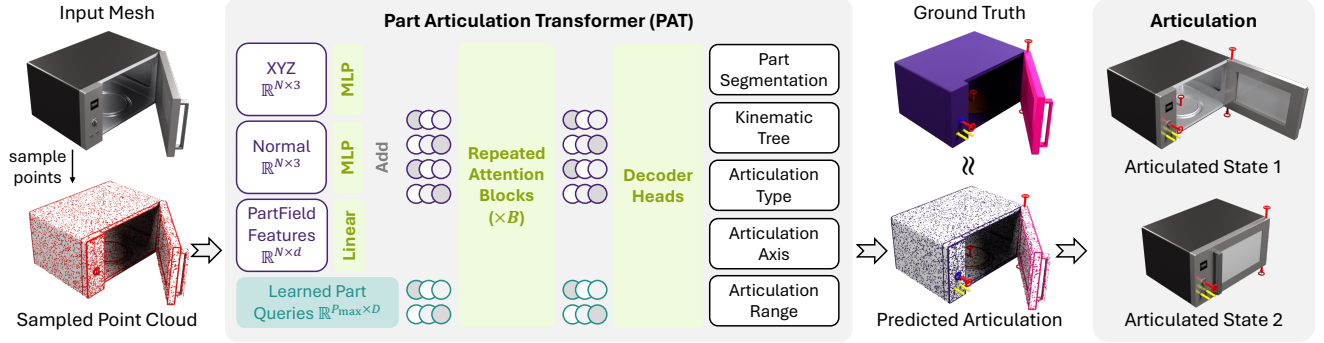 Input Mesh
sample
points
Sampled Point Cloud
Part Articulation Transformer (PAT)
XYZ
ℝ^{N×3}
MLP
Normal
ℝ^{N×3}
MLP
PartField
Features
ℝ^{N×d}
Linear
Add
Learned Part
Queries ℝ^{P_max×D}
Repeated
Attention
Blocks
(×B)
Decoder
Heads
Part
Segmentation
Kinematic
Tree
Articulation
Type
Articulation
Axis
Articulation
Range
Ground Truth
≈
Predicted Articulation
Articulation
Articulated State 1
Articulated State 2